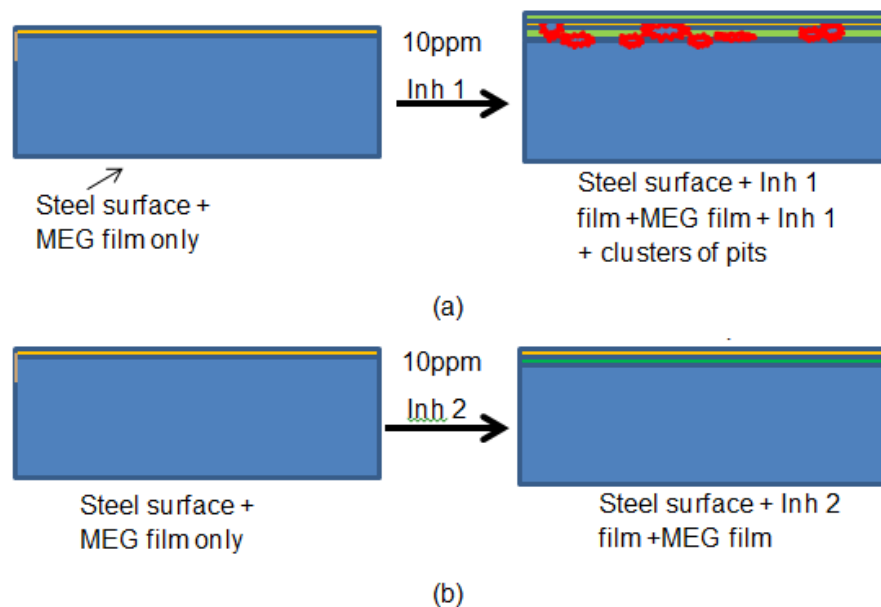 10ppm
Inh 1
Steel surface +
MEG film only
Steel surface + Inh 1
film +MEG film + Inh 1
+ clusters of pits
(a)
10ppm
Inh 2
Steel surface +
MEG film only
Steel surface + Inh 2
film +MEG film
(b)